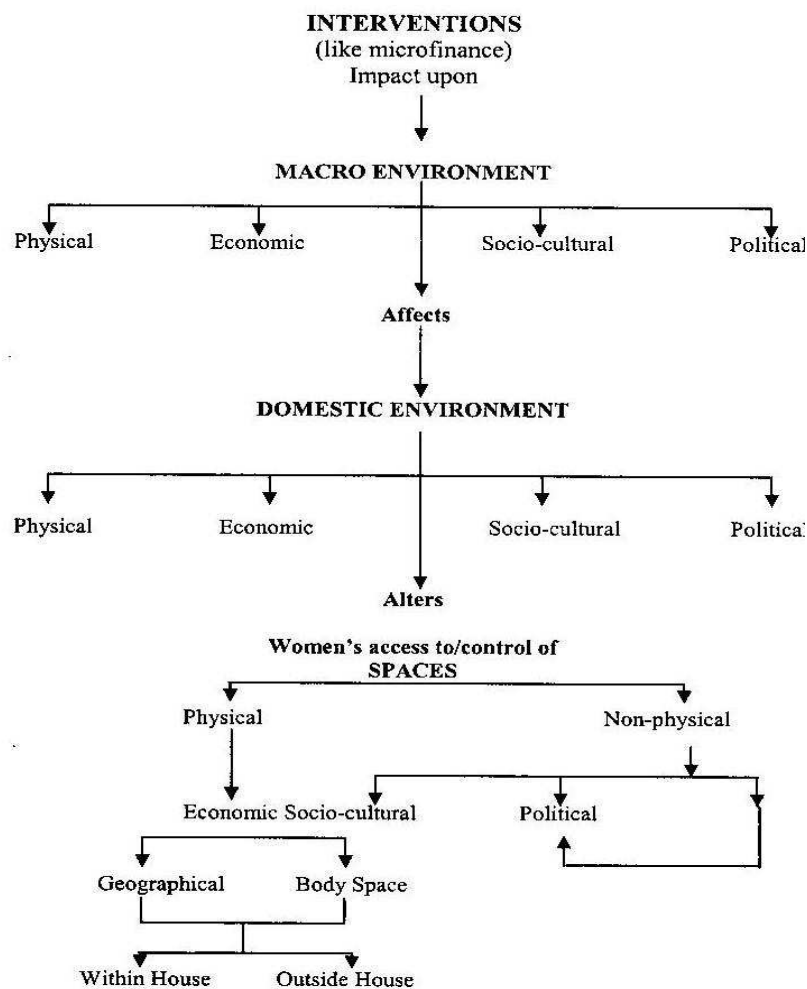 INTERVENTIONS
(like microfinance)
Impact upon
MACRO ENVIRONMENT
Physical Economic Socio-cultural Political
Affects
DOMESTIC ENVIRONMENT
Physical Economic Socio-cultural Political
Alters
Women's access to/control of
SPACES
Physical Non-physical
Economic Socio-cultural Political
Geographical Body Space
Within House Outside House